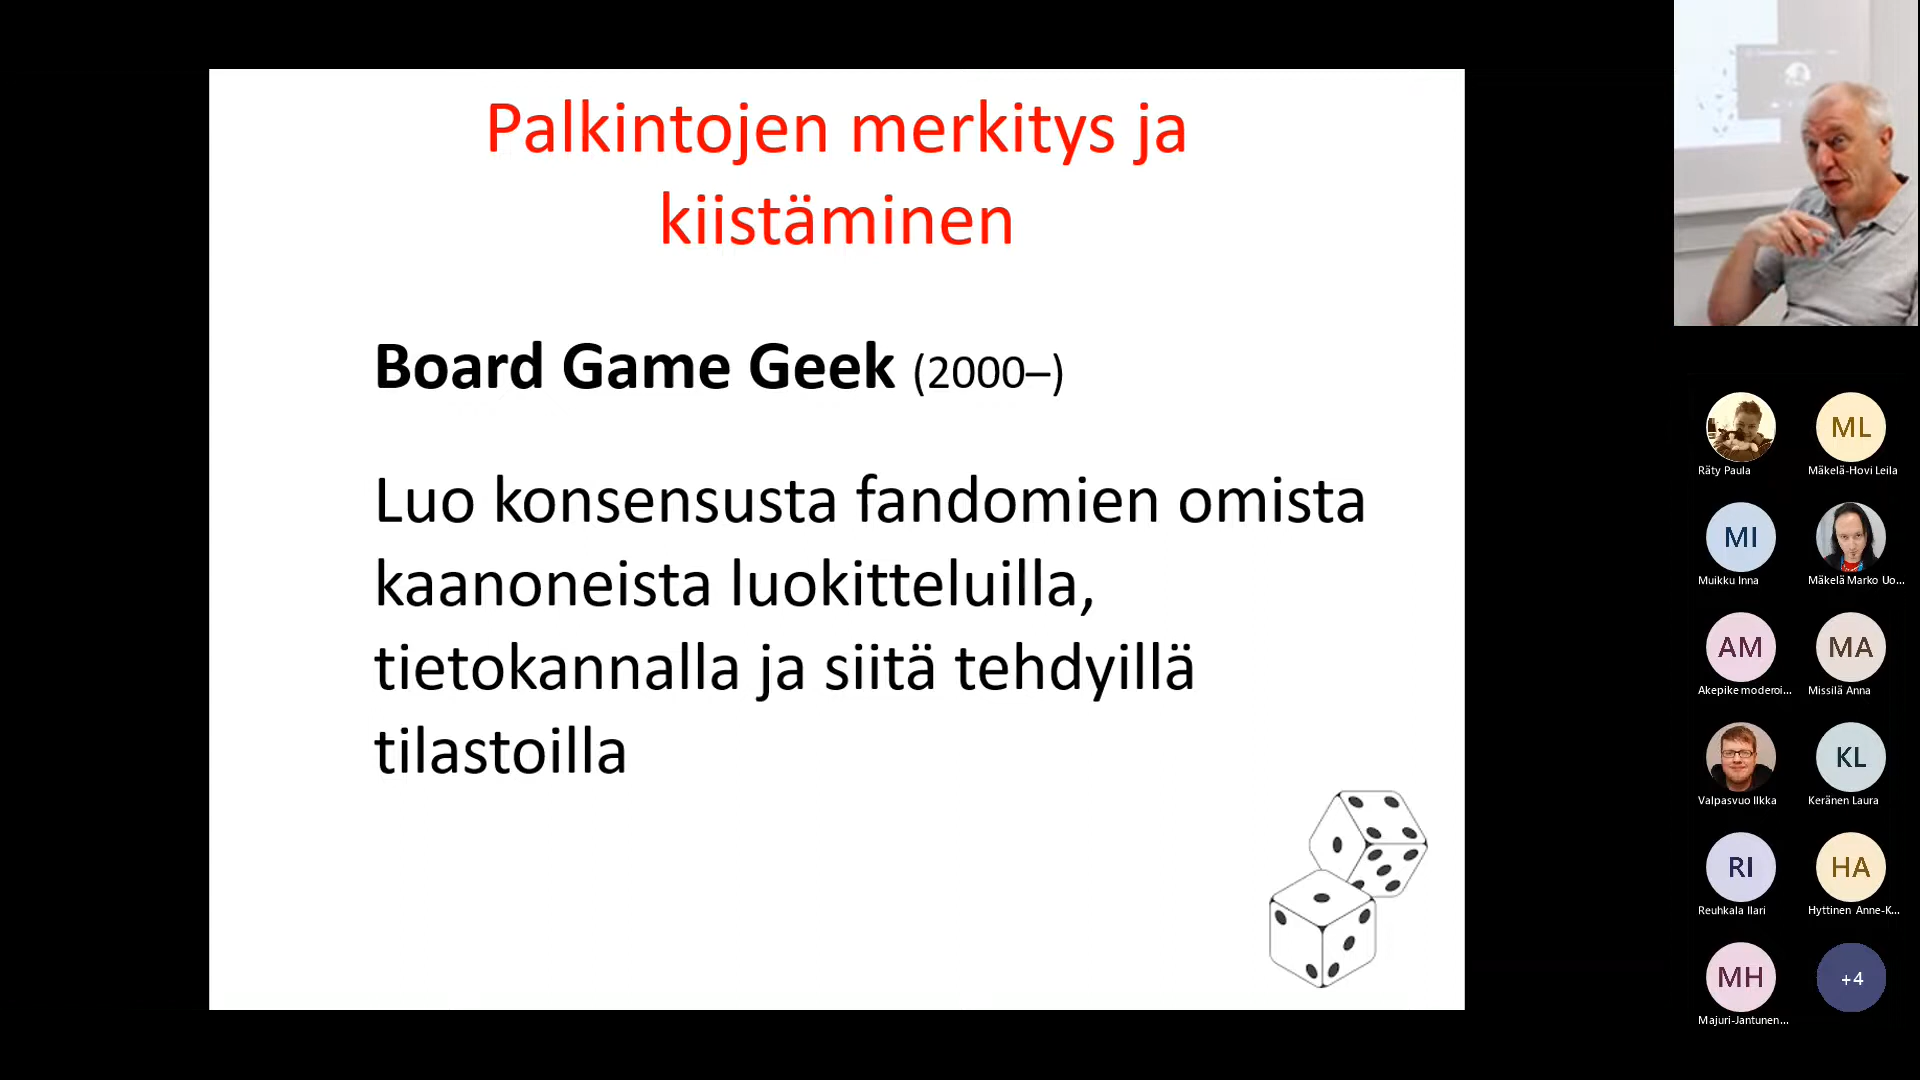 Palkintojen merkitys ja
kiistäminen
Board Game Geek (2000–)
Luo konsensusta fandomien omista
kaanoneista luokitteluilla,
tietokannalla ja siitä tehdyillä
tilastoilla
Räty Paula
ML
Mäkelä-Hovi Leila
MI
Muikku Inna
Mäkelä Marko Uo...
AM
Akepike moderoi...
MA
Missilä Anna
Valpasvuo Ilkka
KL
Keränen Laura
RI
Reuhkala Ilari
HA
Hyttinen Anne-K...
MH
Majuri-Jantunen...
+4